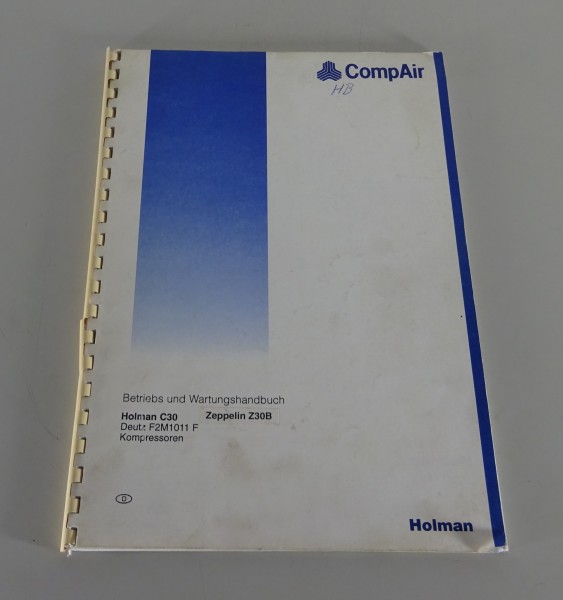 CompAir
HB
Betriebs und Wartungshandbuch
Holman C30 Zeppelin Z30B
Deutz F2M1011 F
Kompressoren
D
Holman